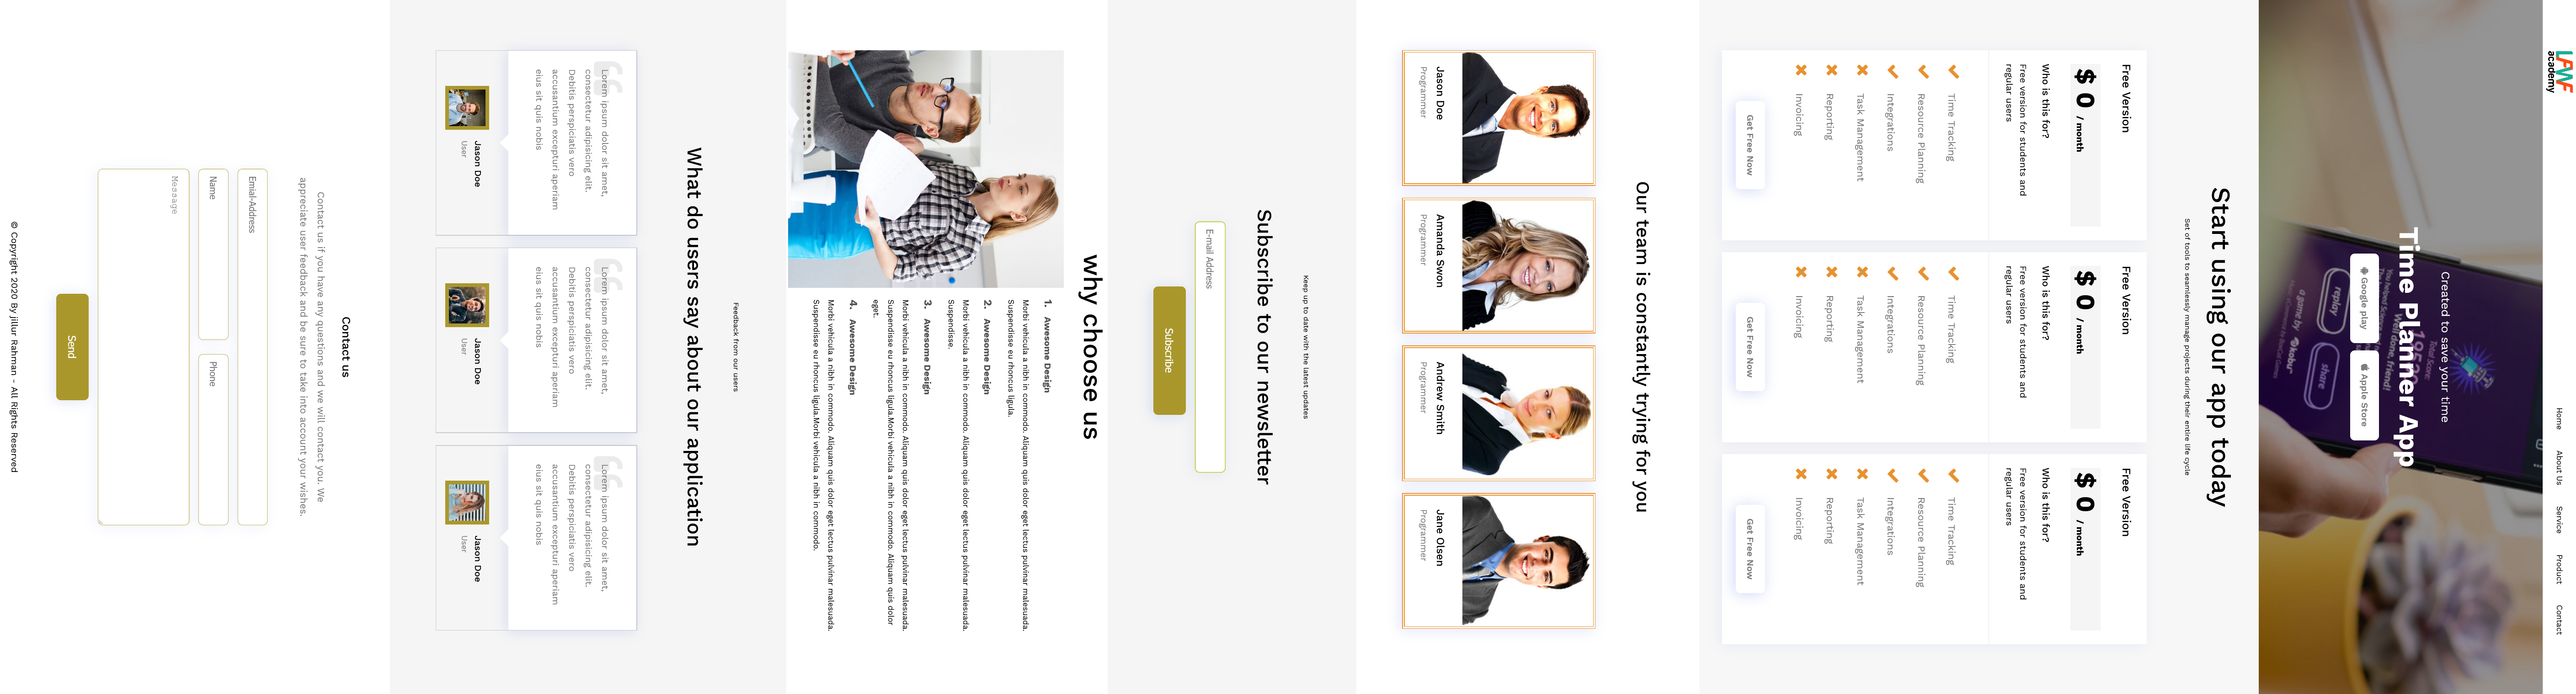 LFWF
academy
Home About Us Service Product Contact
Created to save your time
Time Planner App
Google play Apple Store
Total Score:
Well done, friend!
replay share
a game by kobu
Start using our app today
Set of tools to seamlessly manage projects during their entire life cycle
Free Version
$ 0 / month
Who is this for?
Free version for students and
regular users
Time Tracking
Resource Planning
Integrations
Task Management
Reporting
Invoicing
Get Free Now
Free Version
$ 0 / month
Who is this for?
Free version for students and
regular users
Time Tracking
Resource Planning
Integrations
Task Management
Reporting
Invoicing
Get Free Now
Free Version
$ 0 / month
Who is this for?
Free version for students and
regular users
Time Tracking
Resource Planning
Integrations
Task Management
Reporting
Invoicing
Get Free Now
Our team is constantly trying for you
Jason Doe
Programmer
Amanda Swon
Programmer
Andrew Smith
Programmer
Jane Olsen
Programmer
Keep up to date with the latest updates
Subscribe to our newsletter
E-mail Address
Subscribe
why choose us
1. Awesome Design
Morbi vehicula a nibh in commodo. Aliquam quis dolor eget lectus pulvinar malesuada.
Suspendisse eu rhoncus ligula.
2. Awesome Design
Morbi vehicula a nibh in commodo. Aliquam quis dolor eget lectus pulvinar malesuada.
Suspendisse.
3. Awesome Design
Morbi vehicula a nibh in commodo. Aliquam quis dolor eget lectus pulvinar malesuada.
Suspendisse eu rhoncus ligula.Morbi vehicula a nibh in commodo. Aliquam quis dolor
eget.
4. Awesome Design
Morbi vehicula a nibh in commodo. Aliquam quis dolor eget lectus pulvinar malesuada.
Suspendisse eu rhoncus ligula.Morbi vehicula a nibh in commodo.
Feedback from our users
What do users say about our application
Lorem ipsum dolor sit amet,
consectetur adipisicing elit.
Debitis perspiciatis vero
accusantium excepturi aperiam
eius sit quis nobis
Jason Doe
User
Lorem ipsum dolor sit amet,
consectetur adipisicing elit.
Debitis perspiciatis vero
accusantium excepturi aperiam
eius sit quis nobis
Jason Doe
User
Lorem ipsum dolor sit amet,
consectetur adipisicing elit.
Debitis perspiciatis vero
accusantium excepturi aperiam
eius sit quis nobis
Jason Doe
User
Contact us
Contact us if you have any questions and we will contact you. We
appreciate user feedback and be sure to take into account your wishes.
Emial-Address
Name Phone
Message
Send
© Copyright 2020 By Jillur Rahman - All Rights Reserved